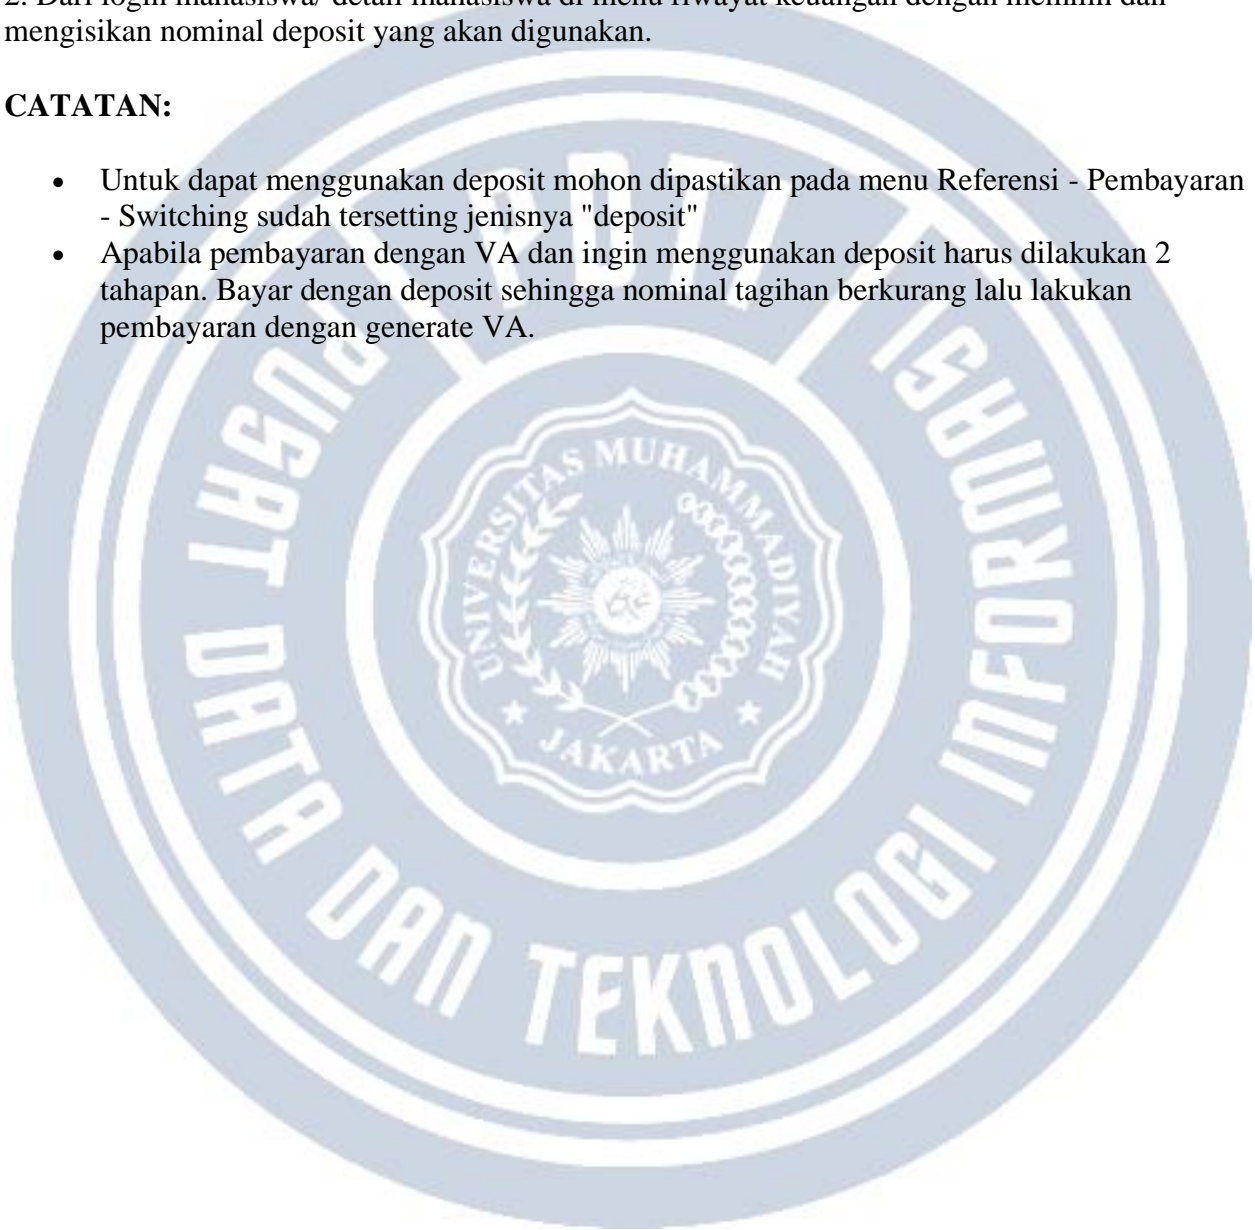 2. Dari login mahasiswa/ detail mahasiswa di menu riwayat keuangan dengan memilih dan
mengisikan nominal deposit yang akan digunakan.
CATATAN:
• Untuk dapat menggunakan deposit mohon dipastikan pada menu Referensi - Pembayaran
- Switching sudah tersetting jenisnya "deposit"
• Apabila pembayaran dengan VA dan ingin menggunakan deposit harus dilakukan 2
tahapan. Bayar dengan deposit sehingga nominal tagihan berkurang lalu lakukan
pembayaran dengan generate VA.
PDTI
PUSAT DATA DAN TEKNOLOGI INFORMASI
UNIVERSITAS MUHAMMADIYAH
JAKARTA